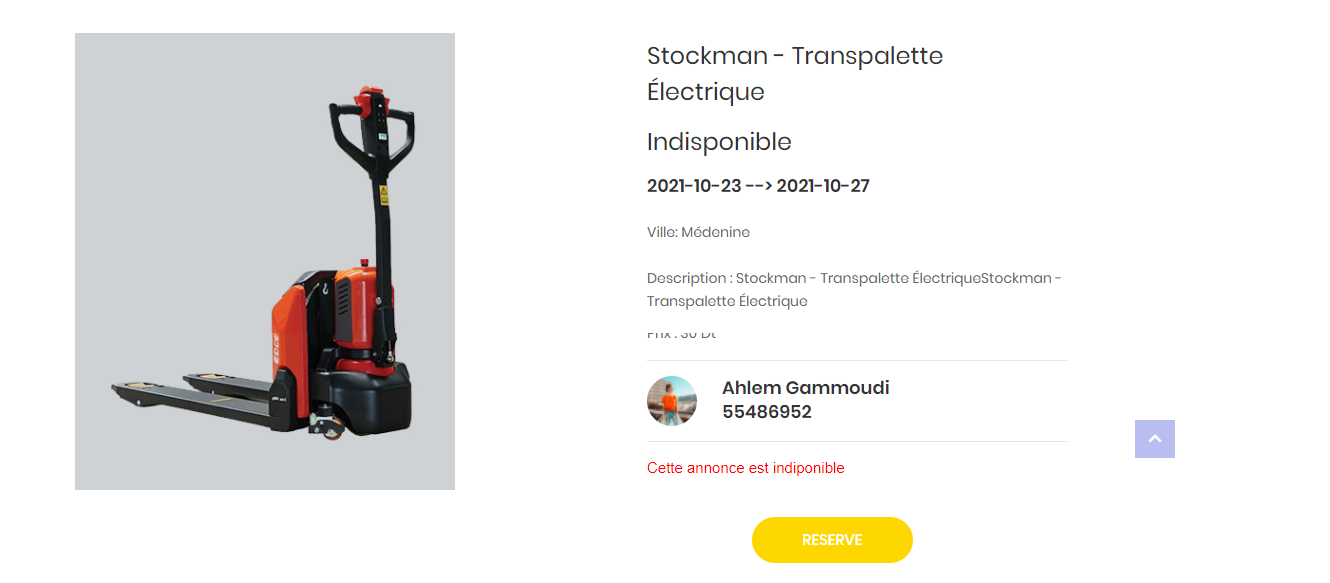 Stockman - Transpalette
Électrique
Indisponible
2021-10-23 --> 2021-10-27
Ville: Médenine
Description : Stockman - Transpalette ÉlectriqueStockman -
Transpalette Électrique
Prix : 30 Dt
Ahlem Gammoudi
55486952
Cette annonce est indiponible
RESERVE
EDGE